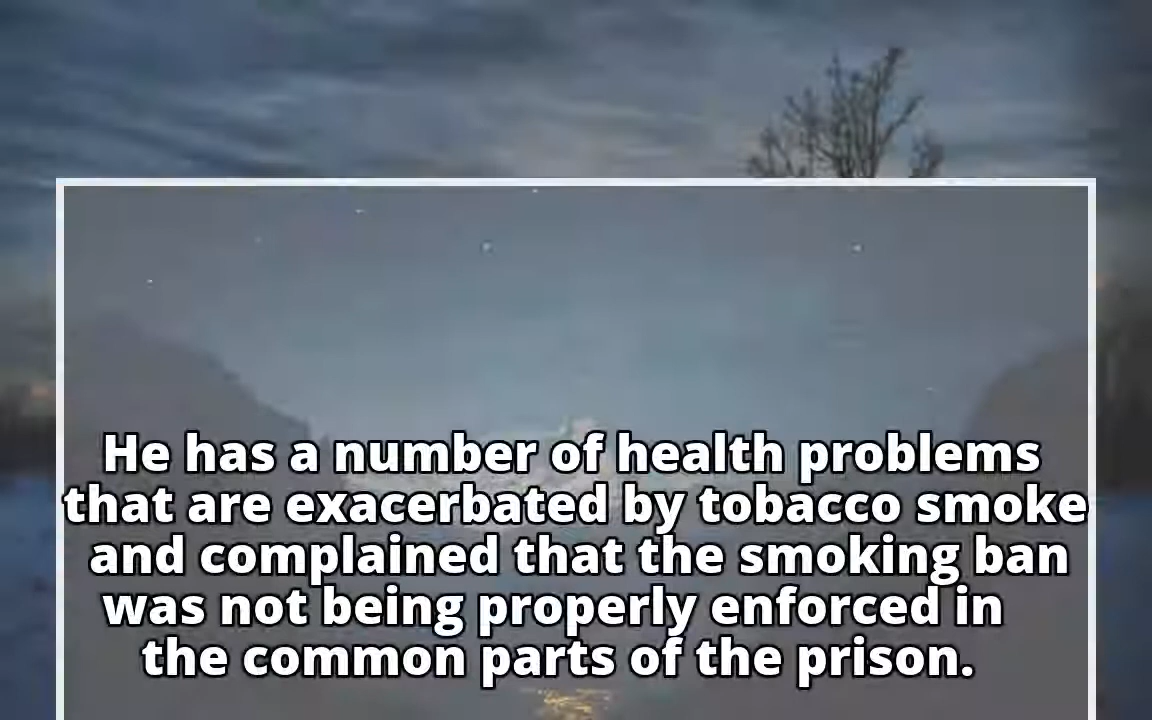 He has a number of health problems
that are exacerbated by tobacco smoke
and complained that the smoking ban
was not being properly enforced in
the common parts of the prison.